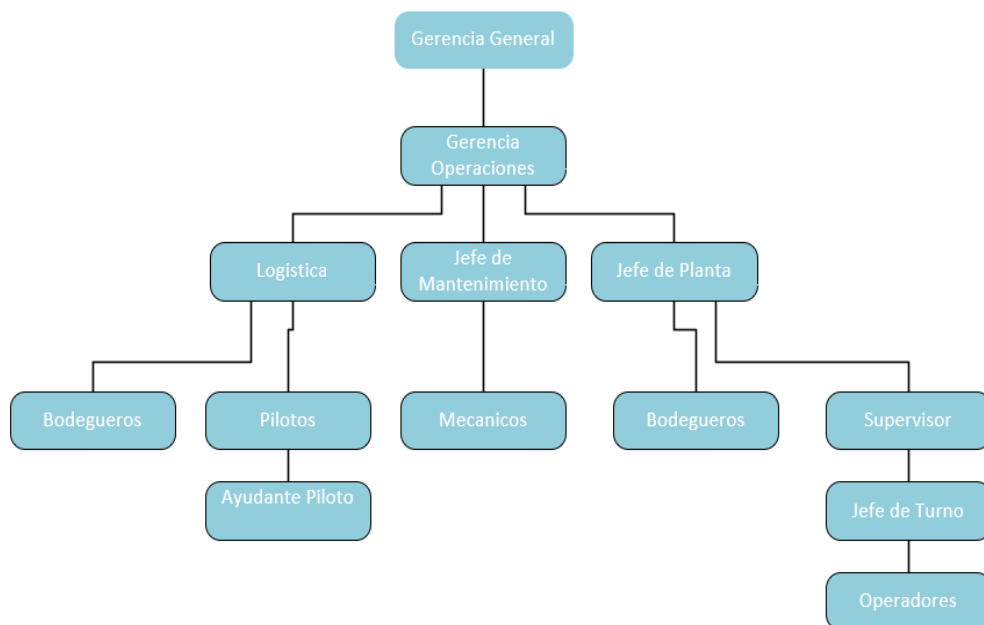 Gerencia General
Gerencia
Operaciones
Logistica
Jefe de
Mantenimiento
Jefe de Planta
Bodegueros
Pilotos
Mecanicos
Bodegueros
Supervisor
Ayudante Piloto
Jefe de Turno
Operadores